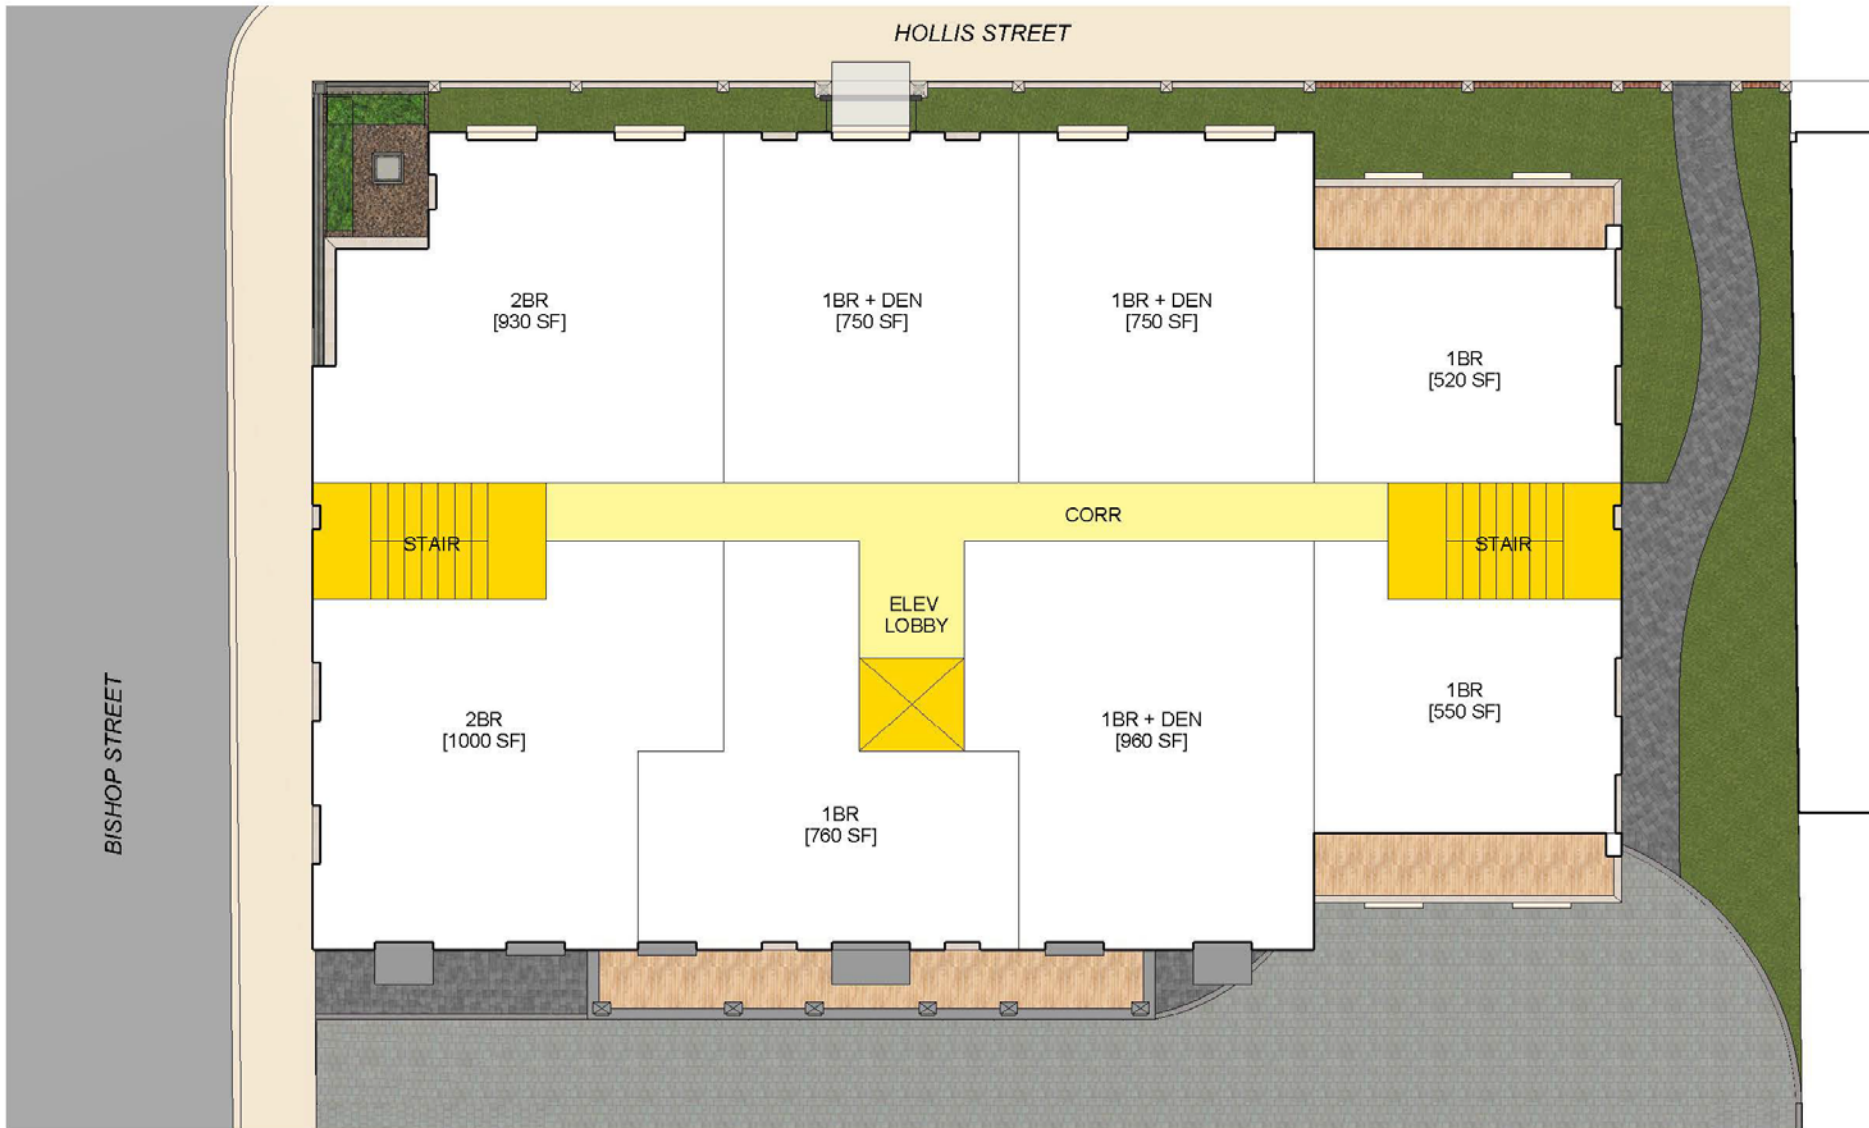 HOLLIS STREET
2BR
[930 SF]
1BR + DEN
[750 SF]
1BR + DEN
[750 SF]
1BR
[520 SF]
CORR
STAIR
STAIR
ELEV
LOBBY
BISHOP STREET
2BR
[1000 SF]
1BR + DEN
[960 SF]
1BR
[550 SF]
1BR
[760 SF]